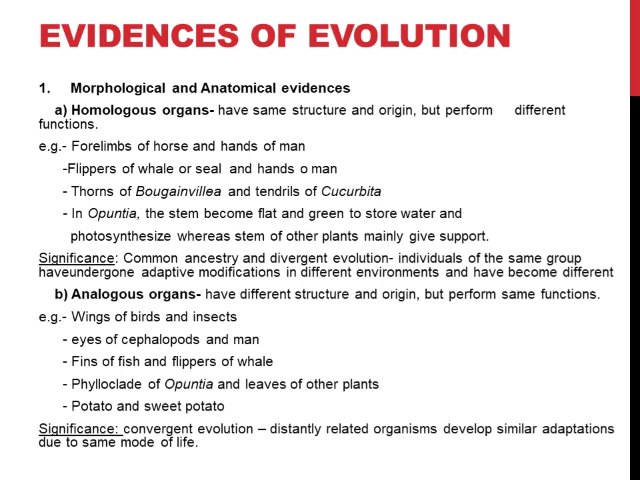 EVIDENCES OF EVOLUTION
1. Morphological and Anatomical evidences
a) Homologous organs- have same structure and origin, but perform different
functions.
e.g.- Forelimbs of horse and hands of man
-Flippers of whale or seal and hands o man
- Thorns of Bougainvillea and tendrils of Cucurbita
- In Opuntia, the stem become flat and green to store water and
photosynthesize whereas stem of other plants mainly give support.
Significance: Common ancestry and divergent evolution- individuals of the same group
haveundergone adaptive modifications in different environments and have become different
b) Analogous organs- have different structure and origin, but perform same functions.
e.g.- Wings of birds and insects
- eyes of cephalopods and man
- Fins of fish and flippers of whale
- Phylloclade of Opuntia and leaves of other plants
- Potato and sweet potato
Significance: convergent evolution – distantly related organisms develop similar adaptations
due to same mode of life.